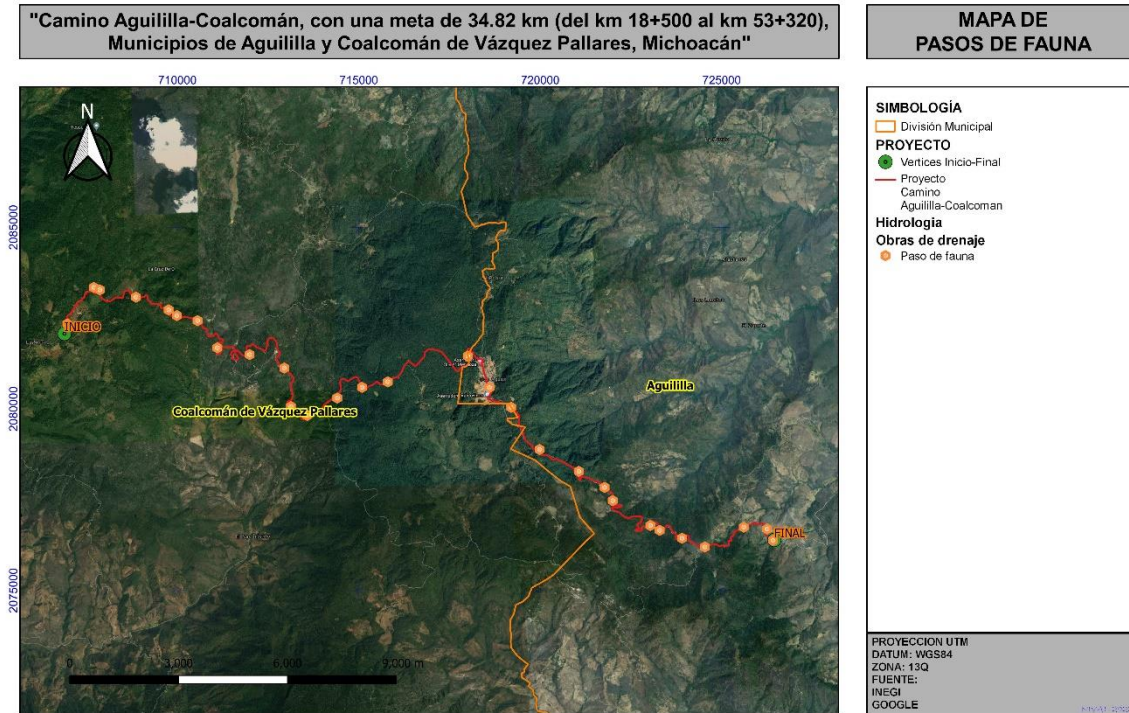 "Camino Aguililla-Coalcomán, con una meta de 34.82 km (del km 18+500 al km 53+320),
Municipios de Aguililla y Coalcomán de Vázquez Pallares, Michoacán"
MAPA DE
PASOS DE FAUNA
710000
715000
720000
725000
N
2085000
2080000
2075000
INICIO
Coalcomán de Vázquez Pallares
Aguililla
FINAL
0 3,000 6,000 9,000 m
SIMBOLOGÍA
División Municipal
PROYECTO
Vertices Inicio-Final
Proyecto
Camino
Aguililla-Coalcoman
Hidrologia
Obras de drenaje
Paso de fauna
PROYECCION UTM
DATUM: WGS84
ZONA: 13Q
FUENTE:
INEGI
GOOGLE